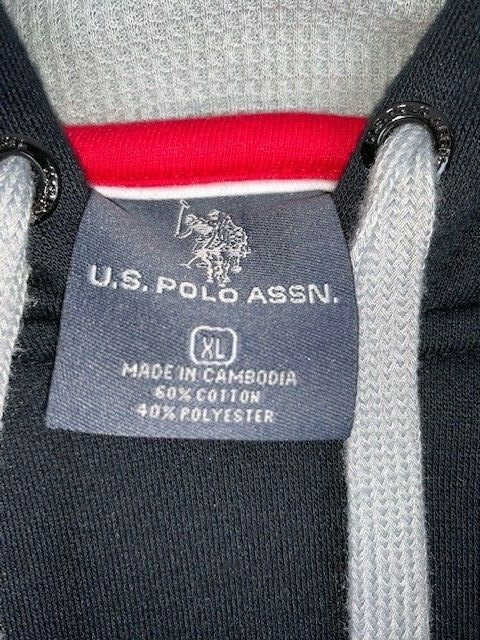 U.S. POLO ASSN.
XL
MADE IN CAMBODIA
60% COTTON
40% POLYESTER